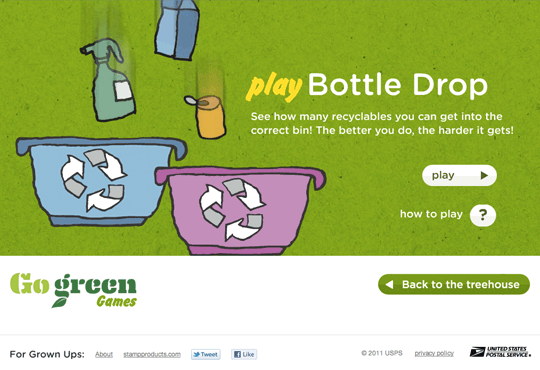 play Bottle Drop
See how many recyclables you can get into the
correct bin! The better you do, the harder it gets!
play
how to play ?
Go green
Games
Back to the treehouse
For Grown Ups: About stampproducts.com Tweet Like © 2011 USPS privacy policy UNITED STATES
POSTAL SERVICE®